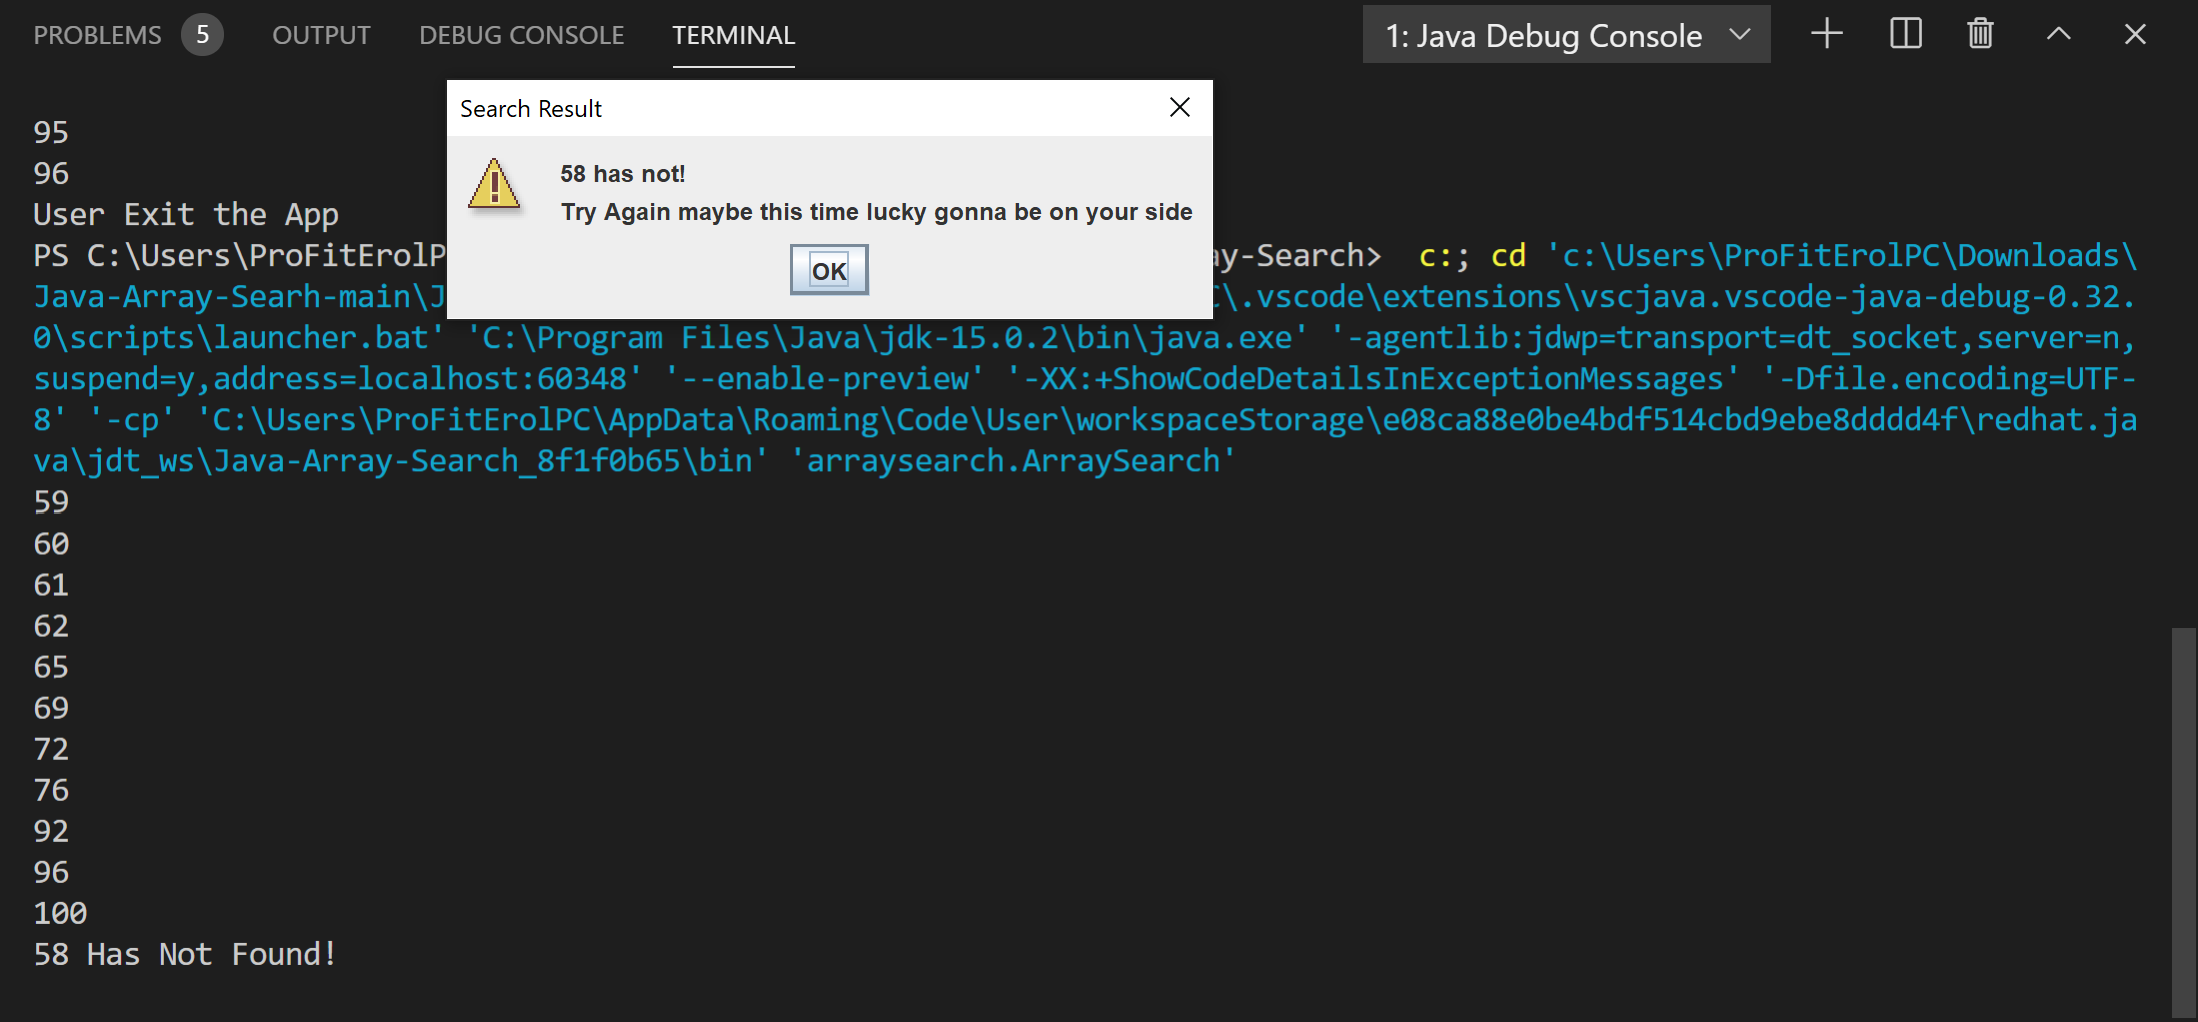 PROBLEMS 5 OUTPUT DEBUG CONSOLE TERMINAL 1: Java Debug Console
Search Result
58 has not!
Try Again maybe this time lucky gonna be on your side
OK
95
96
User Exit the App
PS C:\Users\ProFitErolP ay-Search> c:; cd 'c:\Users\ProFitErolPC\Downloads\
Java-Array-Searh-main\J C\.vscode\extensions\vscjava.vscode-java-debug-0.32.
0\scripts\launcher.bat' 'C:\Program Files\Java\jdk-15.0.2\bin\java.exe' '-agentlib:jdwp=transport=dt_socket,server=n,
suspend=y,address=localhost:60348' '--enable-preview' '-XX:+ShowCodeDetailsInExceptionMessages' '-Dfile.encoding=UTF-
8' '-cp' 'C:\Users\ProFitErolPC\AppData\Roaming\Code\User\workspaceStorage\e08ca88e0be4bdf514cbd9ebe8dddd4f\redhat.ja
va\jdt_ws\Java-Array-Search_8f1f0b65\bin' 'arraysearch.ArraySearch'
59
60
61
62
65
69
72
76
92
96
100
58 Has Not Found!